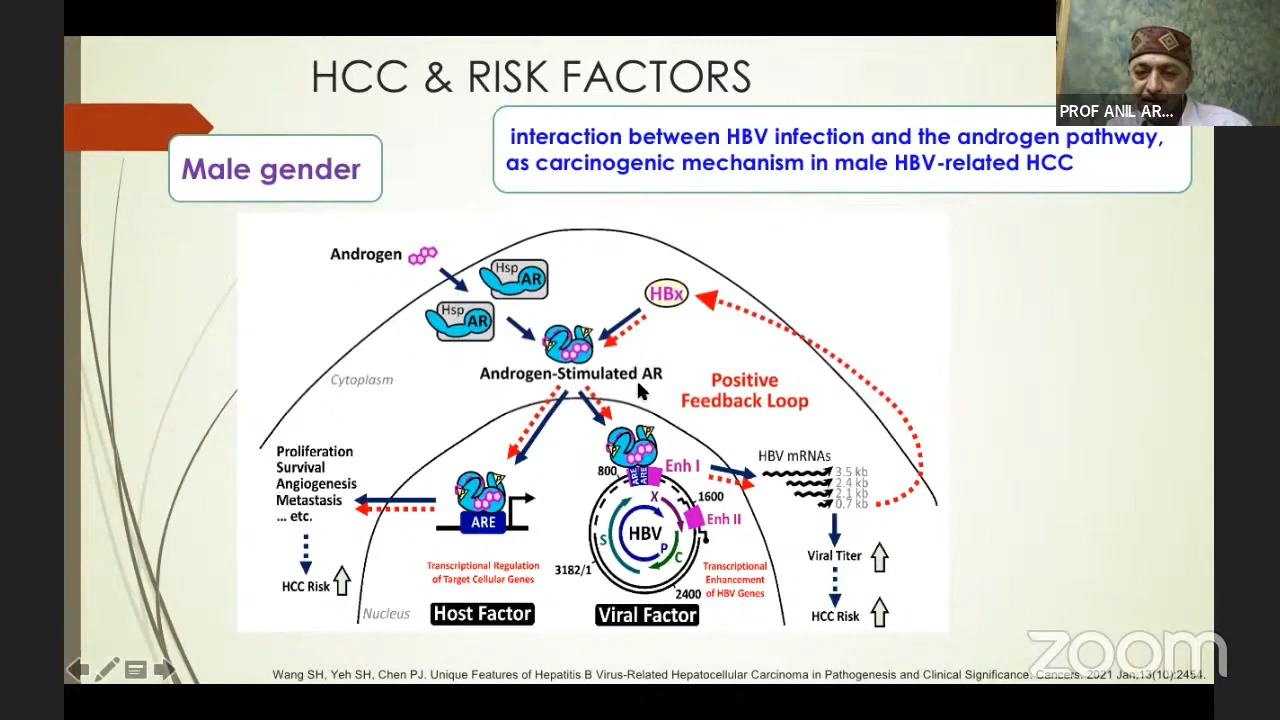 HCC & RISK FACTORS
PROF ANIL AR...
Male gender
interaction between HBV infection and the androgen pathway,
as carcinogenic mechanism in male HBV-related HCC
Androgen
Hsp
AR
Hsp
AR
HBx
Androgen-Stimulated AR
Cytoplasm
Positive
Feedback Loop
Proliferation
Survival
Angiogenesis
Metastasis
... etc.
HCC Risk
ARE
Transcriptional Regulation
of Target Cellular Genes
Nucleus
Host Factor
800
ARE
ARE
Enh I
X
1600
Enh II
S
HBV
P
C
3182/1
2400
Transcriptional
Enhancement
of HBV Genes
Viral Factor
HBV mRNAs
3.5 kb
2.4 kb
2.1 kb
0.7 kb
Viral Titer
HCC Risk
zoom
Wang SH, Yeh SH, Chen PJ. Unique Features of Hepatitis B Virus-Related Hepatocellular Carcinoma in Pathogenesis and Clinical Significance. Cancers. 2021 Jan;13(10):2454.